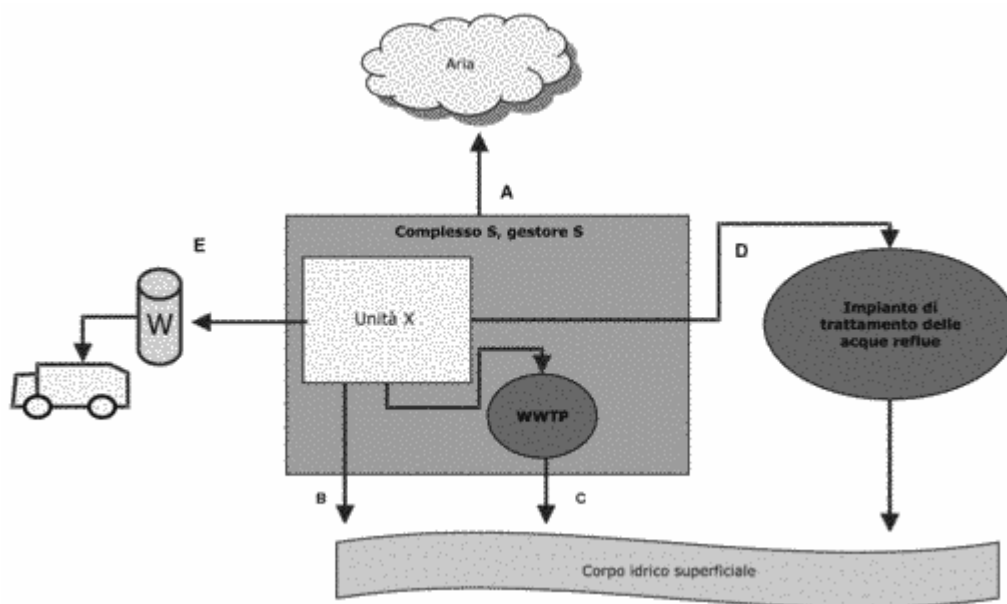 Aria
A
Complesso S, gestore S
E
D
W
Unità X
Impianto di
trattamento delle
acque reflue
WWTP
B
C
Corpo idrico superficiale